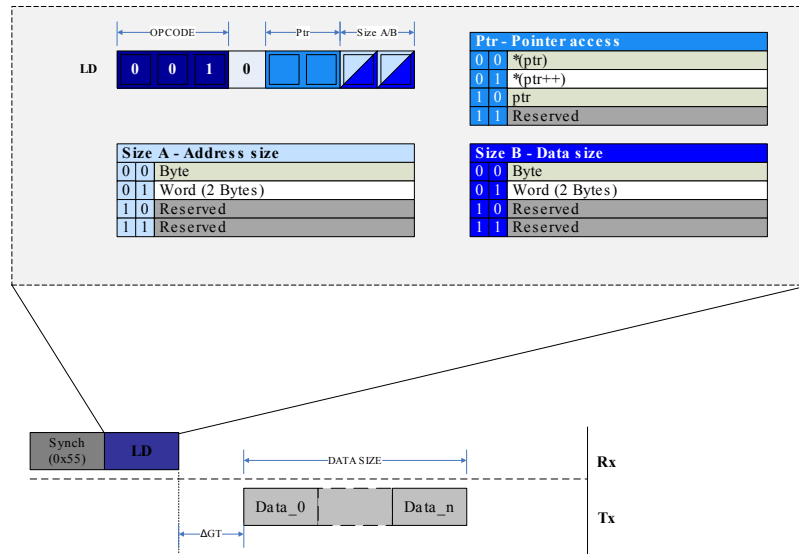 OPCODE Ptr Size A/B
LD 0 0 1 0
Ptr - Pointer access
0 0 *(ptr)
0 1 *(ptr++)
1 0 ptr
1 1 Reserved
Size A - Address size
0 0 Byte
0 1 Word (2 Bytes)
1 0 Reserved
1 1 Reserved
Size B - Data size
0 0 Byte
0 1 Word (2 Bytes)
1 0 Reserved
1 1 Reserved
Synch
(0x55)
LD
DATA SIZE
Rx
Data_0 Data_n
Tx
ΔGT